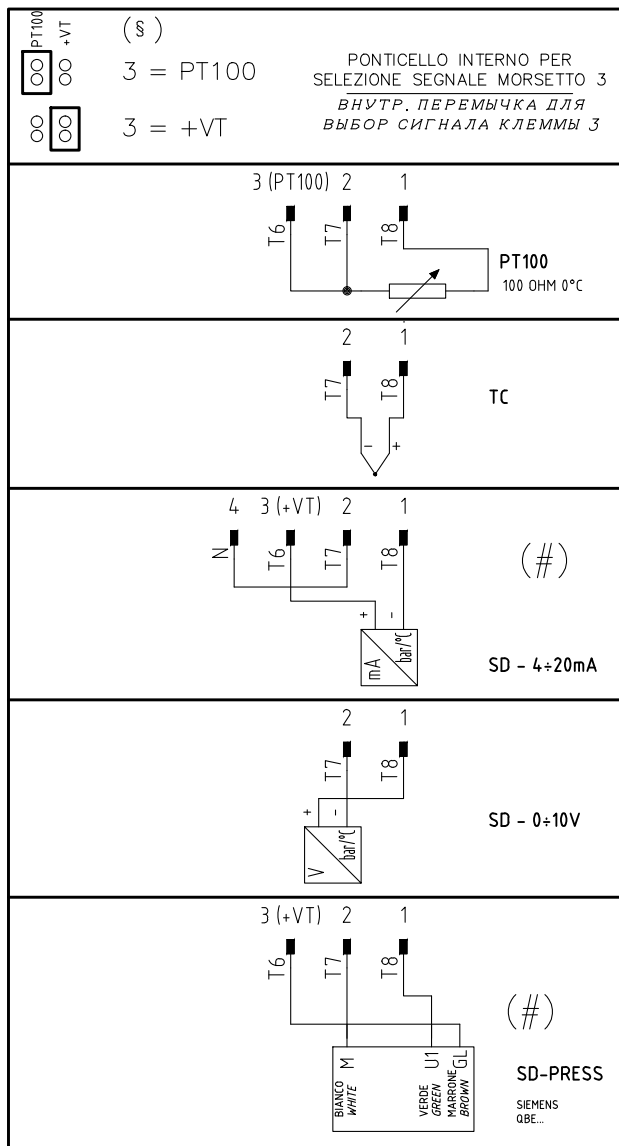 PT100
+VT
(§)
3 = PT100
3 = +VT
PONTICELLO INTERNO PER
SELEZIONE SEGNALE MORSETTO 3
ВНУТР. ПЕРЕМЫЧКА ДЛЯ
ВЫБОР СИГНАЛА КЛЕММЫ 3
3 (PT100) 2 1
T6 T7 T8
PT100
100 OHM 0°C
2 1
T7 T8
TC
- +
4 3 (+VT) 2 1
N T6 T7 T8
(#)
+ -
mA bar/°C
SD - 4÷20mA
2 1
T7 T8
+ -
V bar/°C
SD - 0÷10V
3 (+VT) 2 1
T6 T7 T8
(#)
M U1 GL
BIANCO
WHITE
VERDE
GREEN
MARRONE
BROWN
SD-PRESS
SIEMENS
QBE...